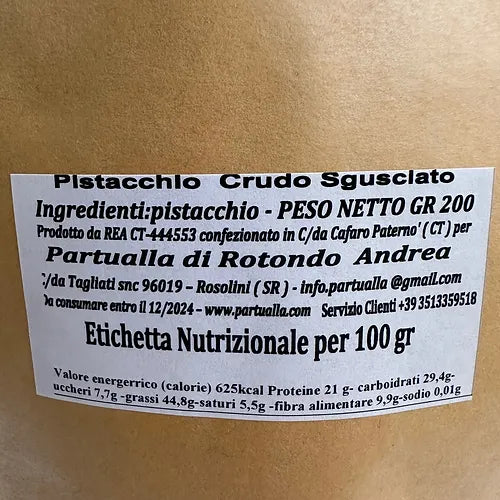 Pistacchio Crudo Sgusciato
Ingredienti:pistacchio - PESO NETTO GR 200
Prodotto da REA CT-444553 confezionato in C/da Cafaro Paterno' ( CT ) per
Partualla di Rotondo Andrea
C/da Tagliati snc 96019 – Rosolini ( SR ) - info.partualla @gmail.com
Da consumare entro il 12/2024 – www.partualla.com Servizio Clienti +39 3513359518
Etichetta Nutrizionale per 100 gr
Valore energerrico (calorie) 625kcal Proteine 21 g- carboidrati 29,4g-
uccheri 7,7g -grassi 44,8g-saturi 5,5g -fibra alimentare 9,9g-sodio 0,01g